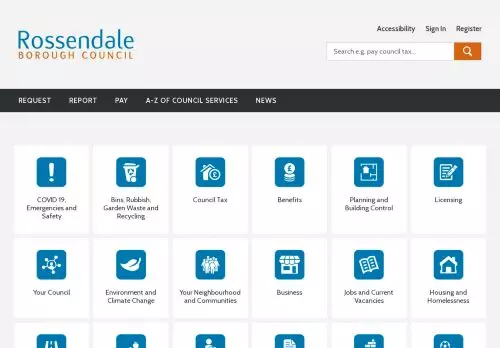 Accessibility Sign In Register
Rossendale
BOROUGH COUNCIL
Search e.g. pay council tax...
REQUEST REPORT PAY A-Z OF COUNCIL SERVICES NEWS
COVID 19,
Emergencies and
Safety
Bins, Rubbish,
Garden Waste and
Recycling
Council Tax
Benefits
Planning and
Building Control
Licensing
Your Council
Environment and
Climate Change
Your Neighbourhood
and Communities
Business
Jobs and Current
Vacancies
Housing and
Homelessness